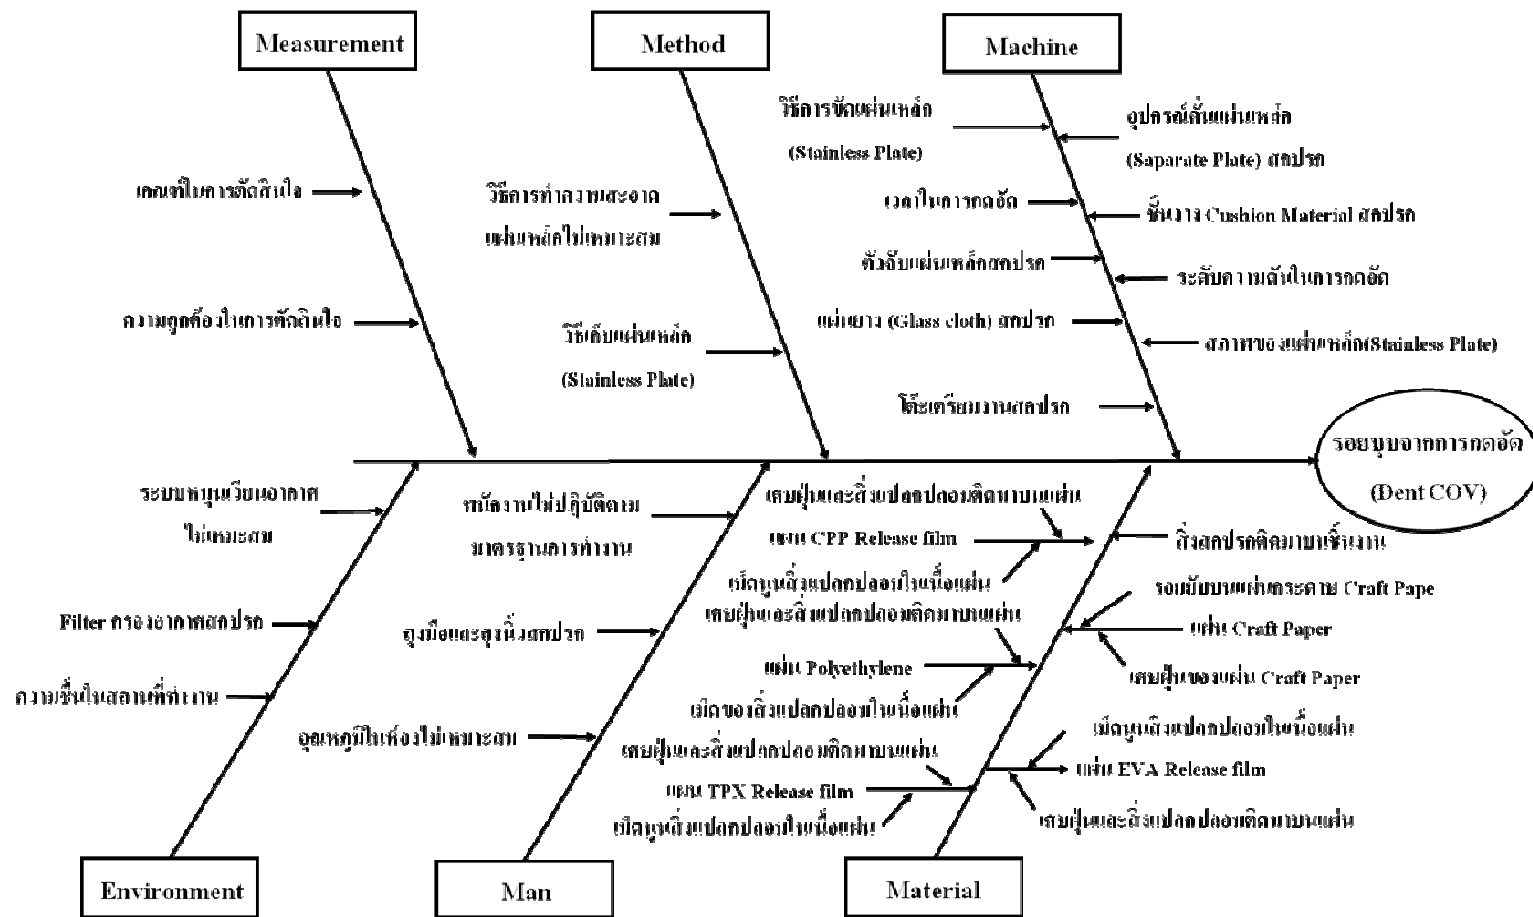 Measurement
Method
Machine
วิธีการขัดแผ่นเหล็ก
(Stainless Plate)
อุปกรณ์คั่นแผ่นเหล็ก
(Saparate Plate) สกปรก
เกณฑ์ในการตัดสินใจ
วิธีการทำความสะอาด
แผ่นเหล็กไม่เหมาะสม
เวลาในการกดอัด
ชั้นวาง Cushion Material สกปรก
ตัวจับแผ่นเหล็กสกปรก
ระดับความดันในการกดอัด
ความถูกต้องในการตัดสินใจ
วิธีเก็บแผ่นเหล็ก
(Stainless Plate)
แผ่นยาง (Glass cloth) สกปรก
สภาพของแผ่นเหล็ก(Stainless Plate)
โต๊ะเตรียมงานสกปรก
รอยบุบจากการกดอัด
(Dent COV)
ระบบหมุนเวียนอากาศ
ไม่เหมาะสม
พนักงานไม่ปฏิบัติตาม
มาตรฐานการทำงาน
เศษฝุ่นและสิ่งแปลกปลอมติดมาบนแผ่น
แผ่น CPP Release film
เม็ดนูนสิ่งแปลกปลอมในเนื้อแผ่น
สิ่งสกปรกติดมาบนชิ้นงาน
เศษฝุ่นและสิ่งแปลกปลอมติดมาบนแผ่น
รอยยับบนแผ่นกระดาษ Craft Pape
แผ่น Craft Paper
เศษฝุ่นของแผ่น Craft Paper
Filter กรองอากาศสกปรก
ถุงมือและถุงนิ้วสกปรก
แผ่น Polyethylene
เม็ดของสิ่งแปลกปลอมในเนื้อแผ่น
ความชื้นในสถานที่ทำงาน
อุณหภูมิในห้องไม่เหมาะสม
เศษฝุ่นและสิ่งแปลกปลอมติดมาบนแผ่น
แผ่น TPX Release film
เม็ดนูนสิ่งแปลกปลอมในเนื้อแผ่น
เม็ดนูนสิ่งแปลกปลอมในเนื้อแผ่น
แผ่น EVA Release film
เศษฝุ่นและสิ่งแปลกปลอมติดมาบนแผ่น
Environment
Man
Material